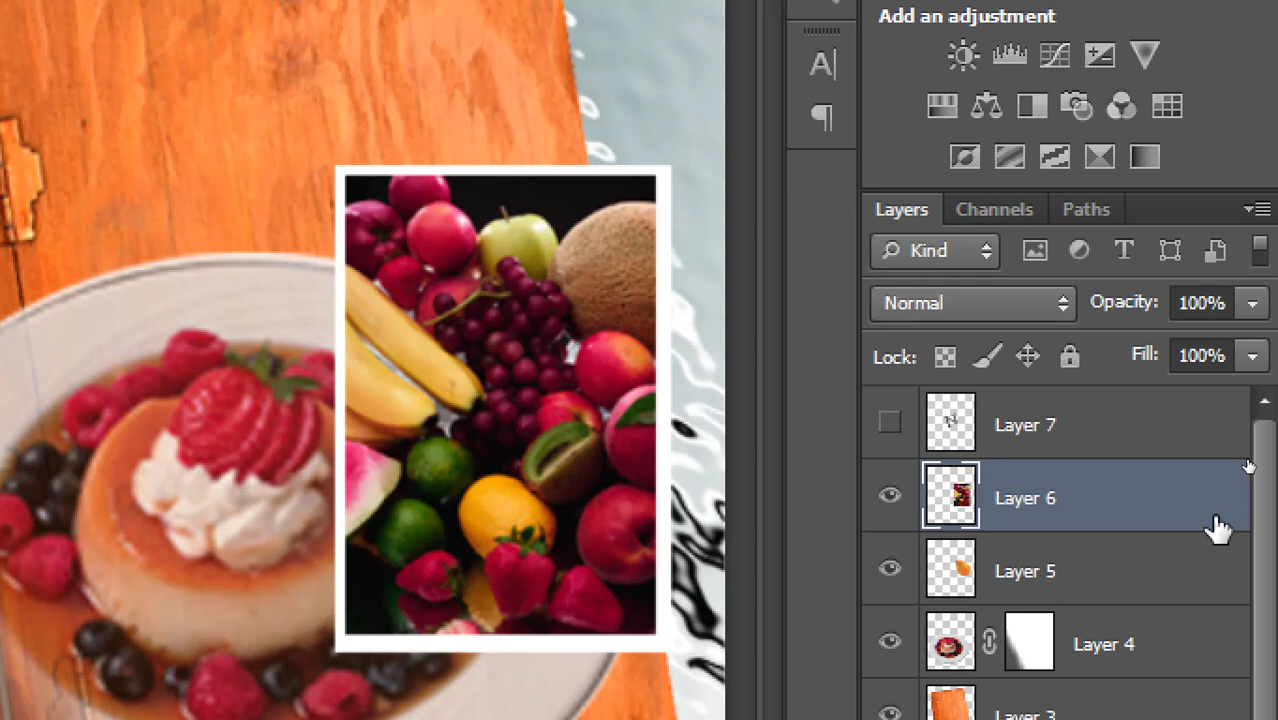 Add an adjustment
A
Layers Channels Paths
Kind T
Normal Opacity: 100%
Lock: Fill: 100%
Layer 7
Layer 6
Layer 5
Layer 4
Layer 3